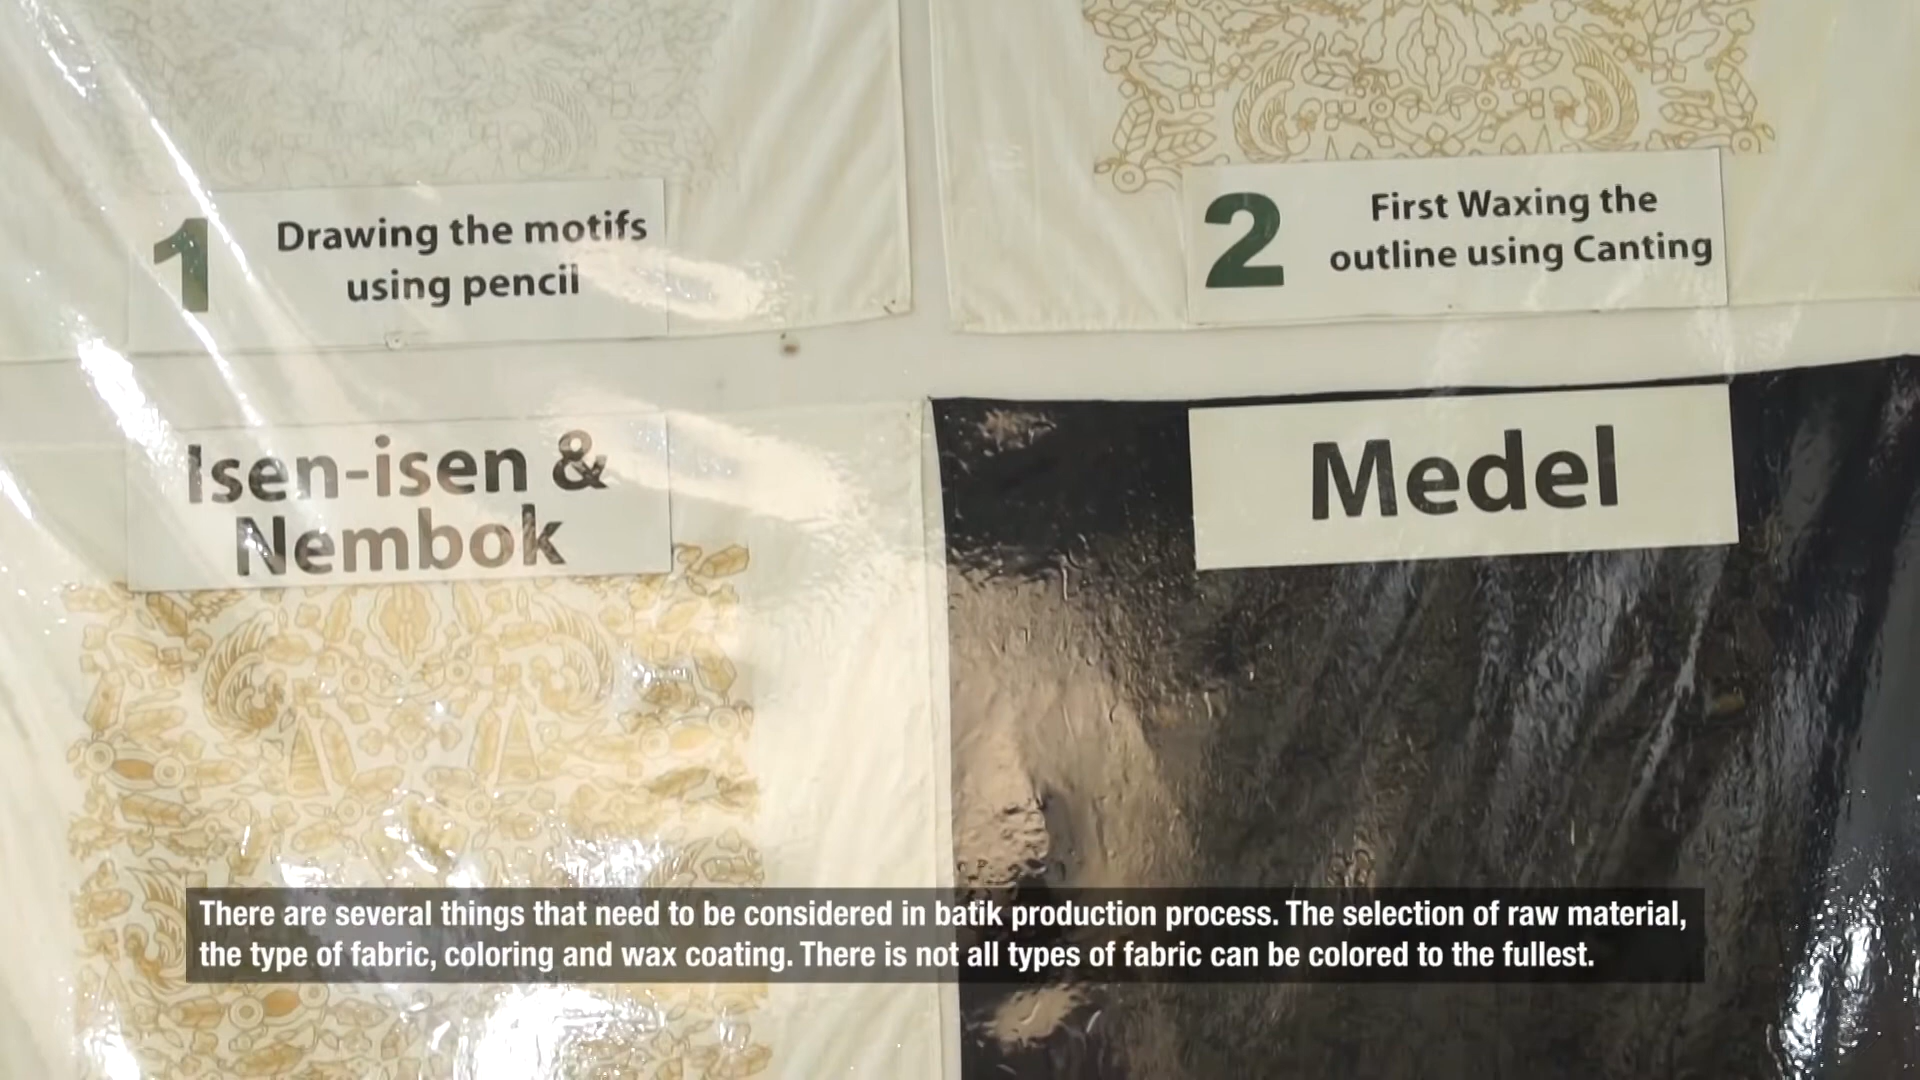 1 Drawing the motifs
using pencil
2 First Waxing the
outline using Canting
Isen-isen &
Nembok
Medel
There are several things that need to be considered in batik production process. The selection of raw material,
the type of fabric, coloring and wax coating. There is not all types of fabric can be colored to the fullest.